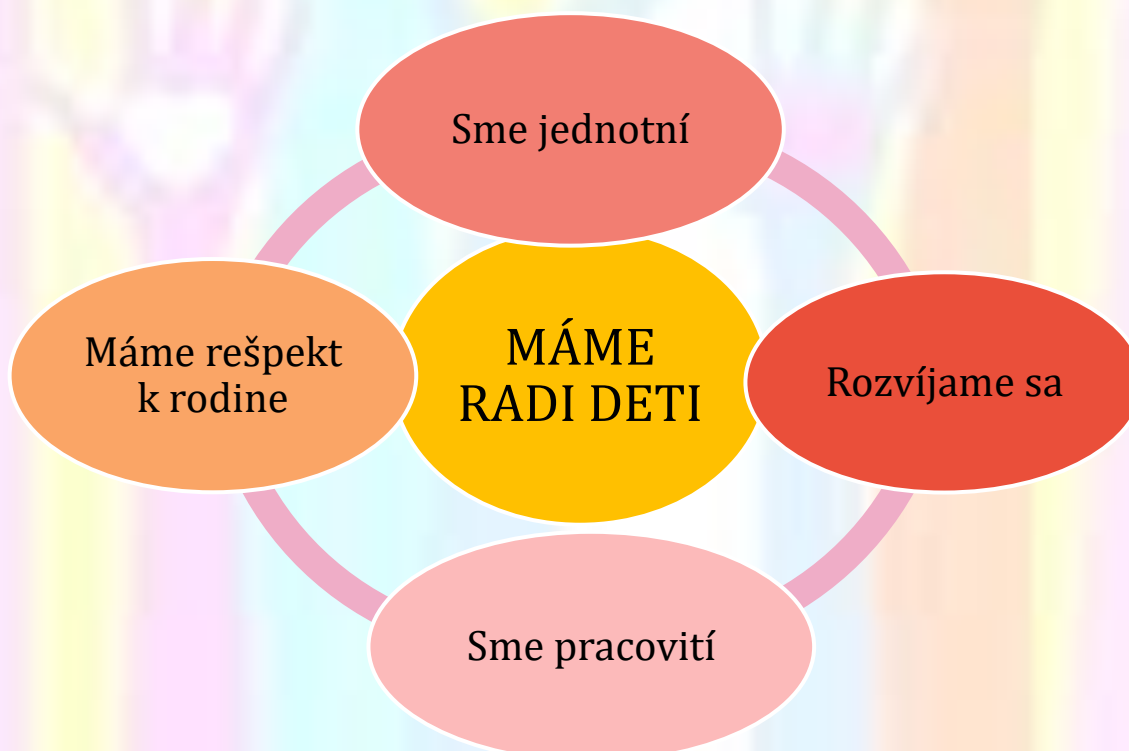 Sme jednotní
Máme rešpekt
k rodine
MÁME
RADI DETI
Rozvíjame sa
Sme pracovití